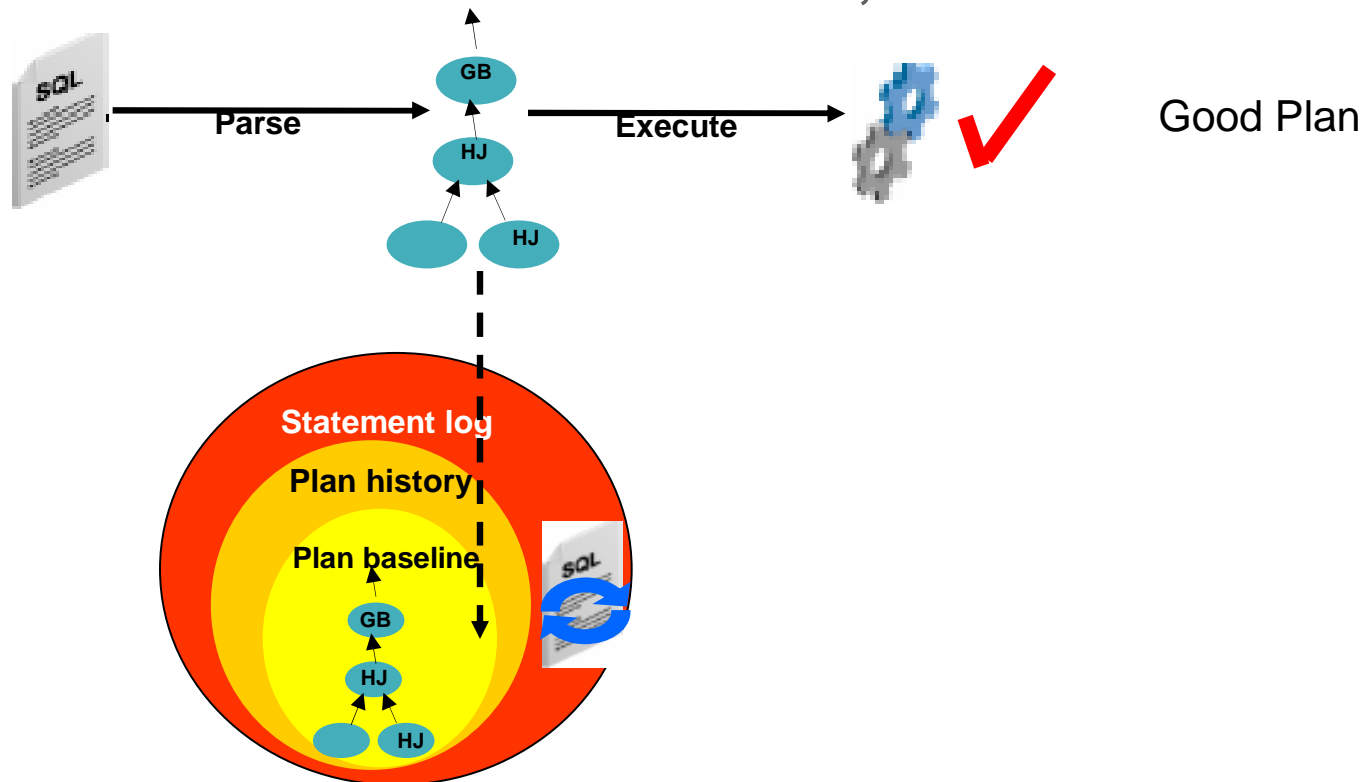 SQL
GB
Parse
Execute
Good Plan
HJ
HJ
Statement log
Plan history
Plan baseline
SQL
GB
HJ
HJ